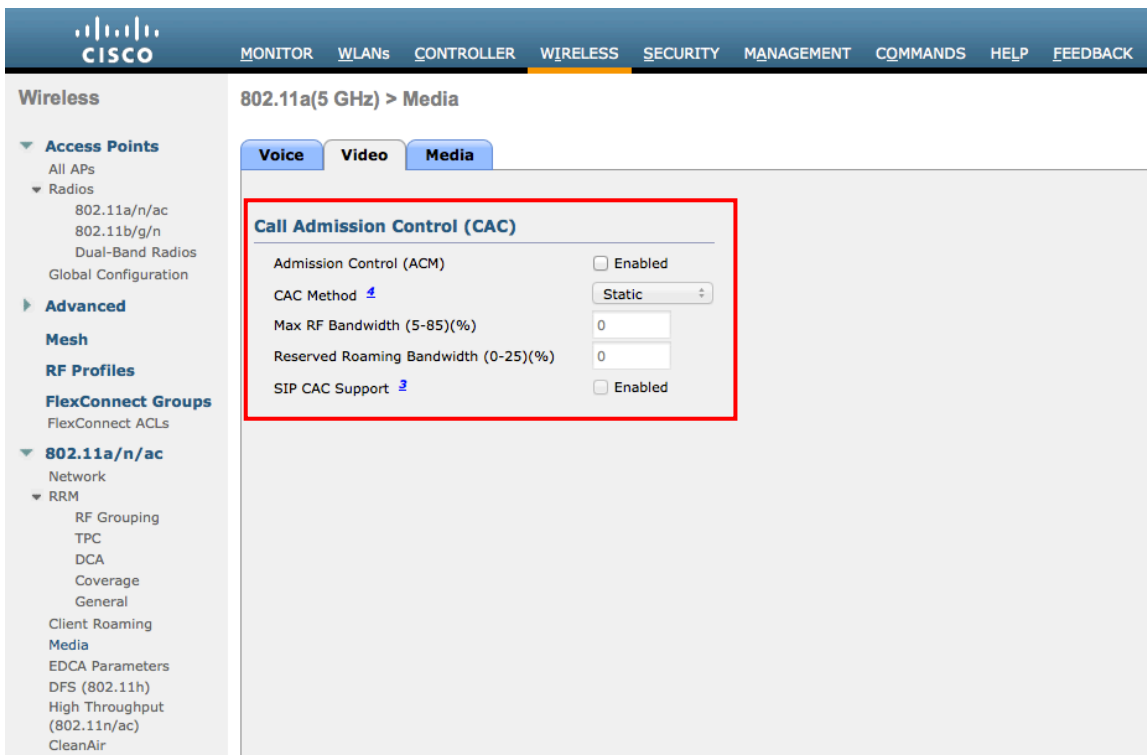 CISCO
MONITOR WLANs CONTROLLER WIRELESS SECURITY MANAGEMENT COMMANDS HELP FEEDBACK
Wireless
Access Points
All APs
Radios
802.11a/n/ac
802.11b/g/n
Dual-Band Radios
Global Configuration
Advanced
Mesh
RF Profiles
FlexConnect Groups
FlexConnect ACLs
802.11a/n/ac
Network
RRM
RF Grouping
TPC
DCA
Coverage
General
Client Roaming
Media
EDCA Parameters
DFS (802.11h)
High Throughput
(802.11n/ac)
CleanAir
802.11a(5 GHz) > Media
Voice Video Media
Call Admission Control (CAC)
Admission Control (ACM) Enabled
CAC Method 4 Static
Max RF Bandwidth (5-85)(%) 0
Reserved Roaming Bandwidth (0-25)(%) 0
SIP CAC Support 3 Enabled